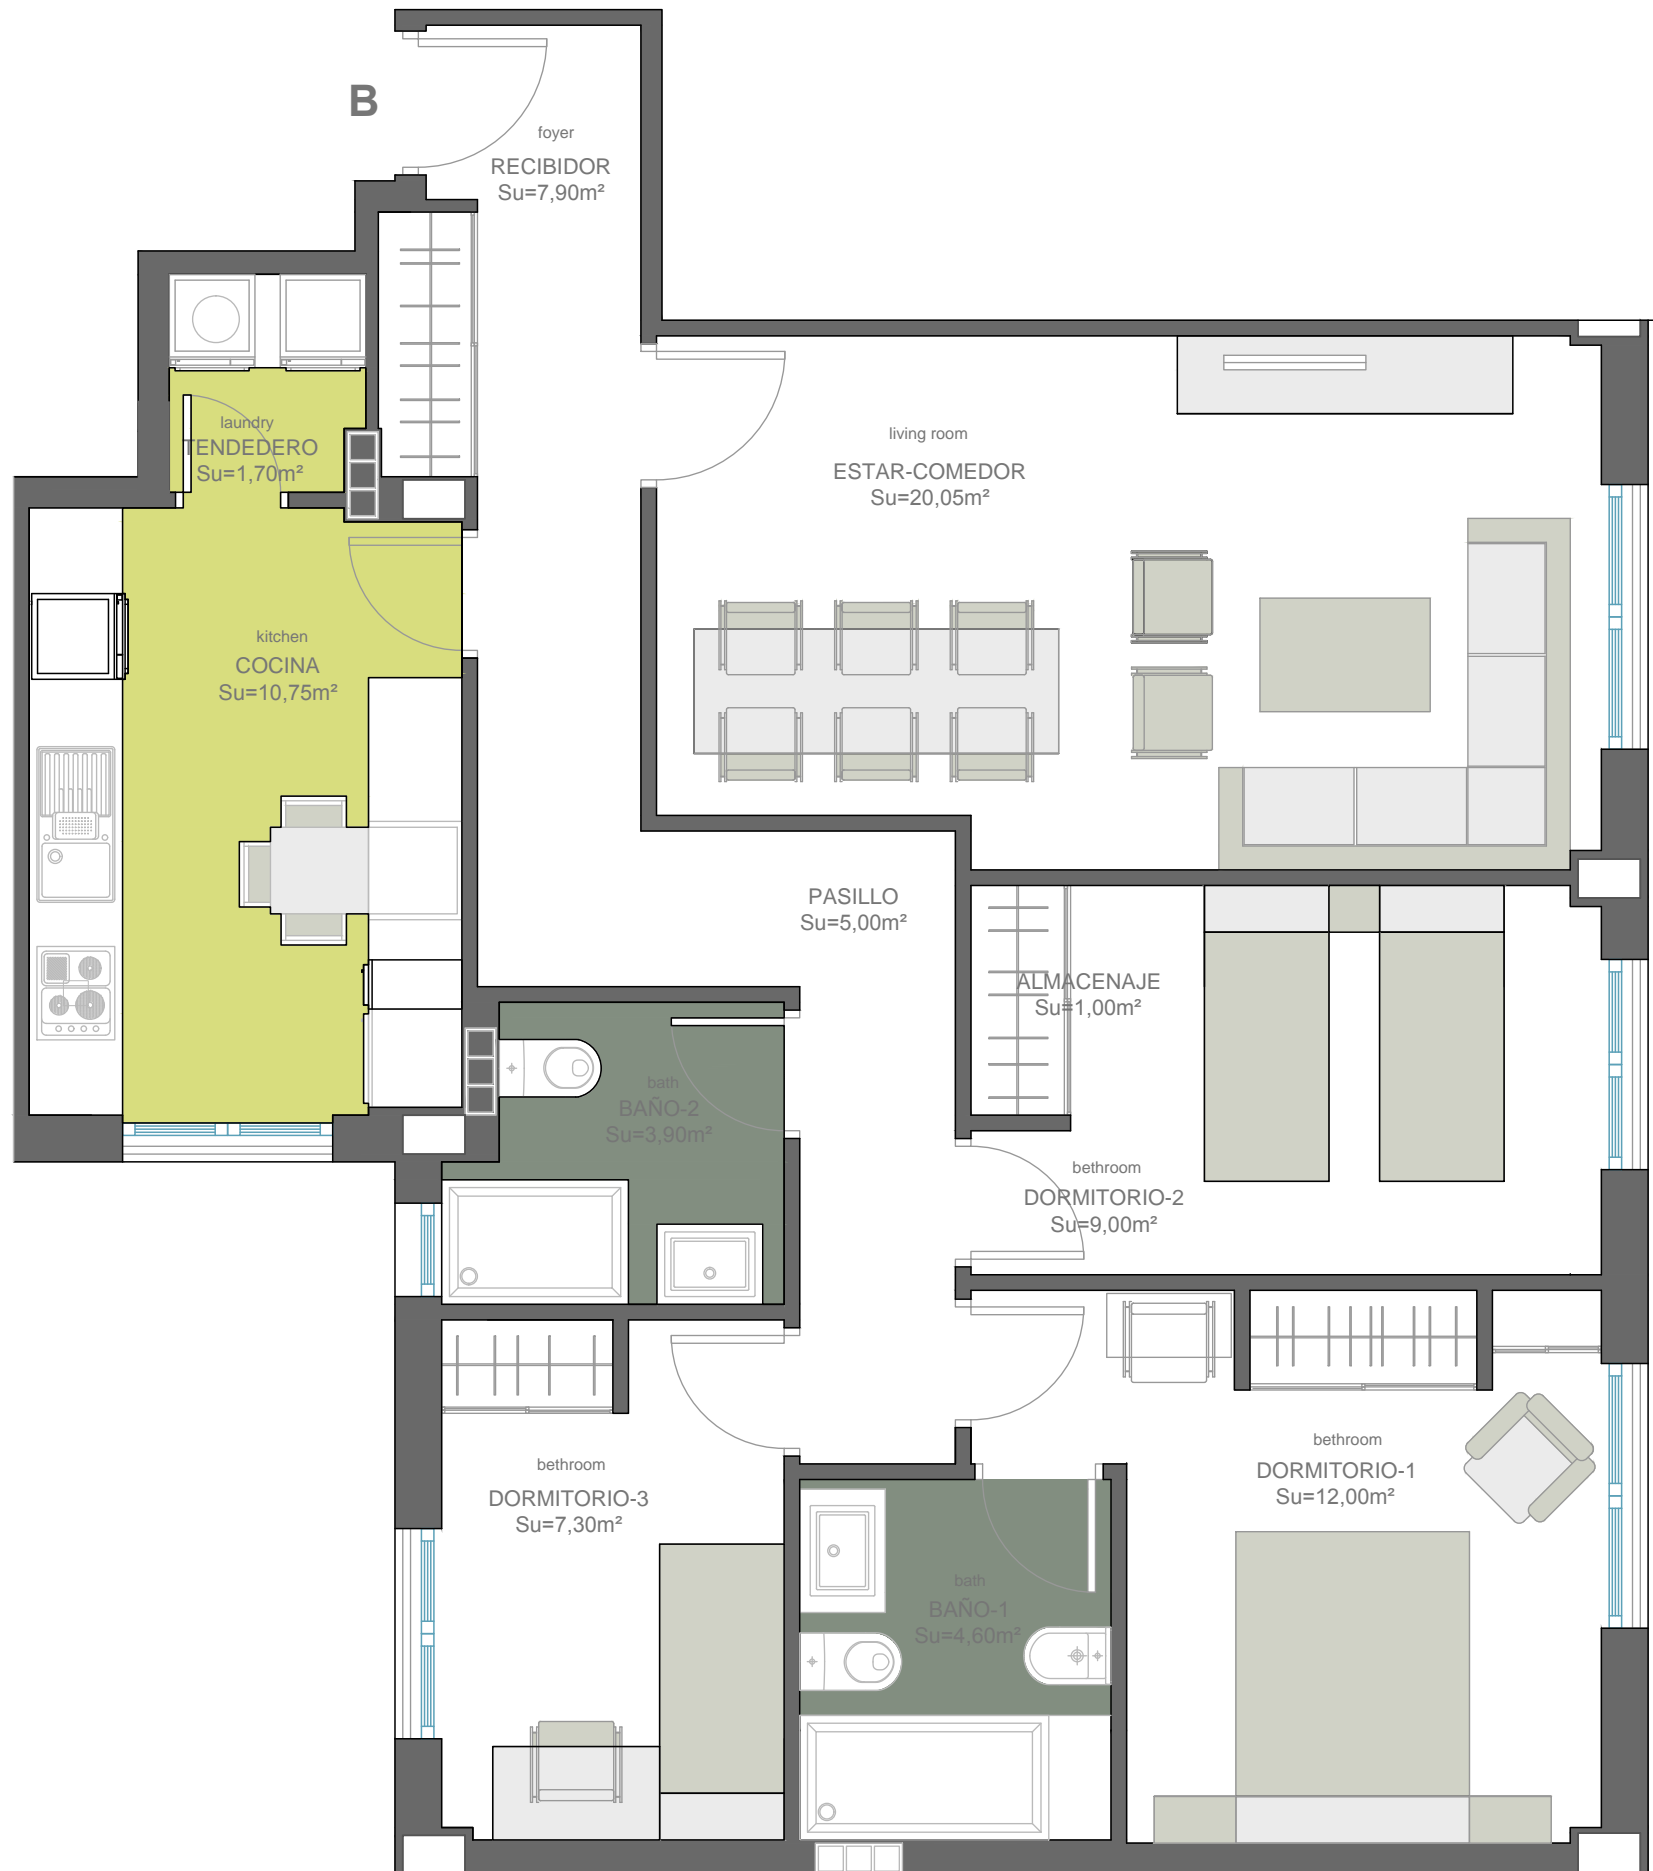 B
foyer
RECIBIDOR
Su=7,90m²
laundry
TENDEDERO
Su=1,70m²
living room
ESTAR-COMEDOR
Su=20,05m²
kitchen
COCINA
Su=10,75m²
PASILLO
Su=5,00m²
ALMACENAJE
Su=1,00m²
bath
BAÑO-2
Su=3,90m²
bethroom
DORMITORIO-2
Su=9,00m²
bethroom
DORMITORIO-3
Su=7,30m²
bethroom
DORMITORIO-1
Su=12,00m²
bath
BAÑO-1
Su=4,60m²